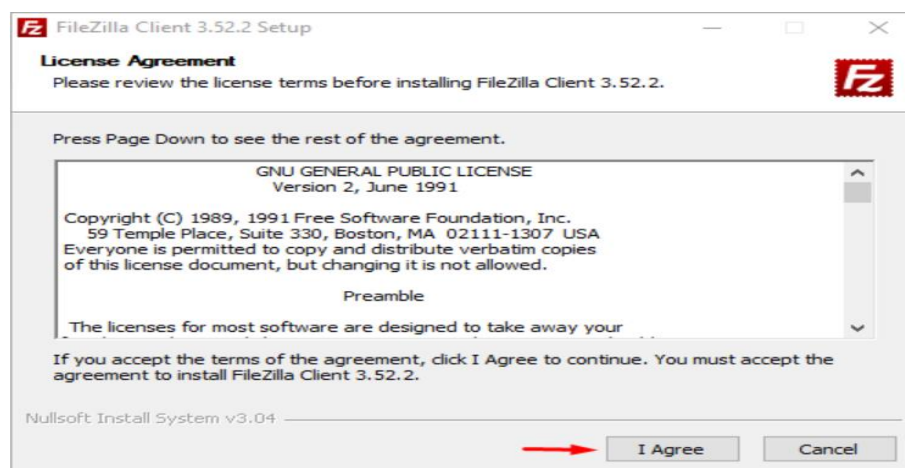 FileZilla Client 3.52.2 Setup
License Agreement
Please review the license terms before installing FileZilla Client 3.52.2.
Fz
Press Page Down to see the rest of the agreement.
GNU GENERAL PUBLIC LICENSE
Version 2, June 1991
Copyright (C) 1989, 1991 Free Software Foundation, Inc.
59 Temple Place, Suite 330, Boston, MA 02111-1307 USA
Everyone is permitted to copy and distribute verbatim copies
of this license document, but changing it is not allowed.
Preamble
The licenses for most software are designed to take away your
If you accept the terms of the agreement, click I Agree to continue. You must accept the
agreement to install FileZilla Client 3.52.2.
Nullsoft Install System v3.04
I Agree
Cancel